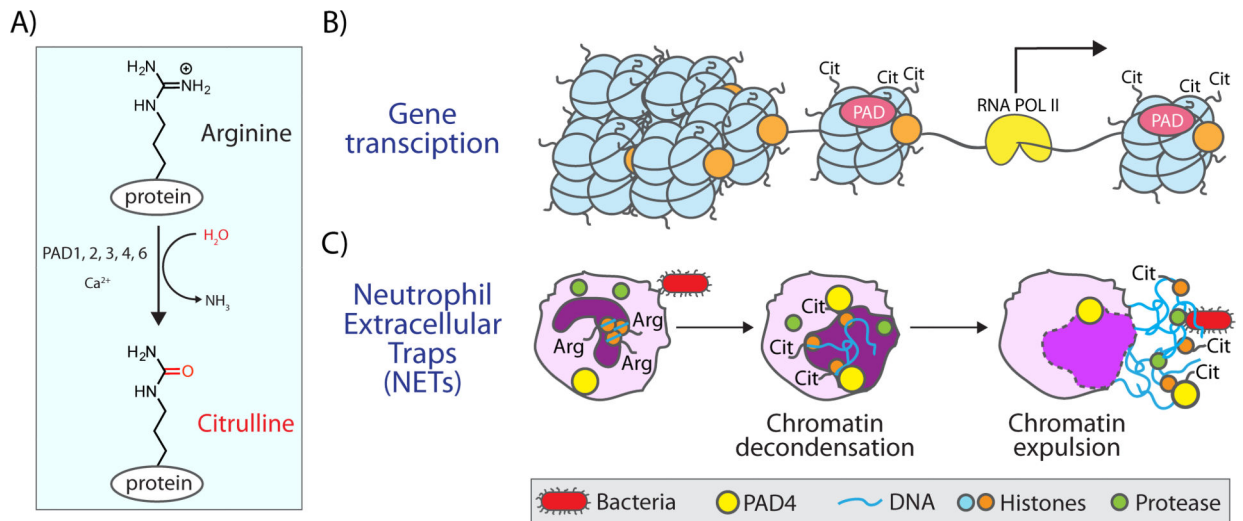 A)
H₂N
⊕
NH₂
HN
Arginine
protein
PAD1, 2, 3, 4, 6
Ca²⁺
H₂O
NH₃
H₂N
O
HN
Citrulline
protein
B)
Gene
transciption
Cit
Cit
Cit
PAD
RNA POL II
Cit
Cit
Cit
PAD
C)
Neutrophil
Extracellular
Traps
(NETs)
Arg
Arg
Arg
Cit
Cit
Cit
Chromatin
decondensation
Cit
Cit
Cit
Chromatin
expulsion
Bacteria
PAD4
DNA
Histones
Protease